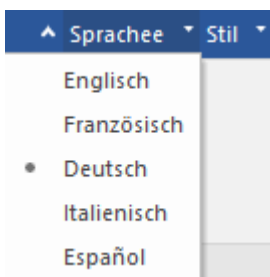 Sprachee Stil
Englisch
Französisch
Deutsch
Italienisch
Español